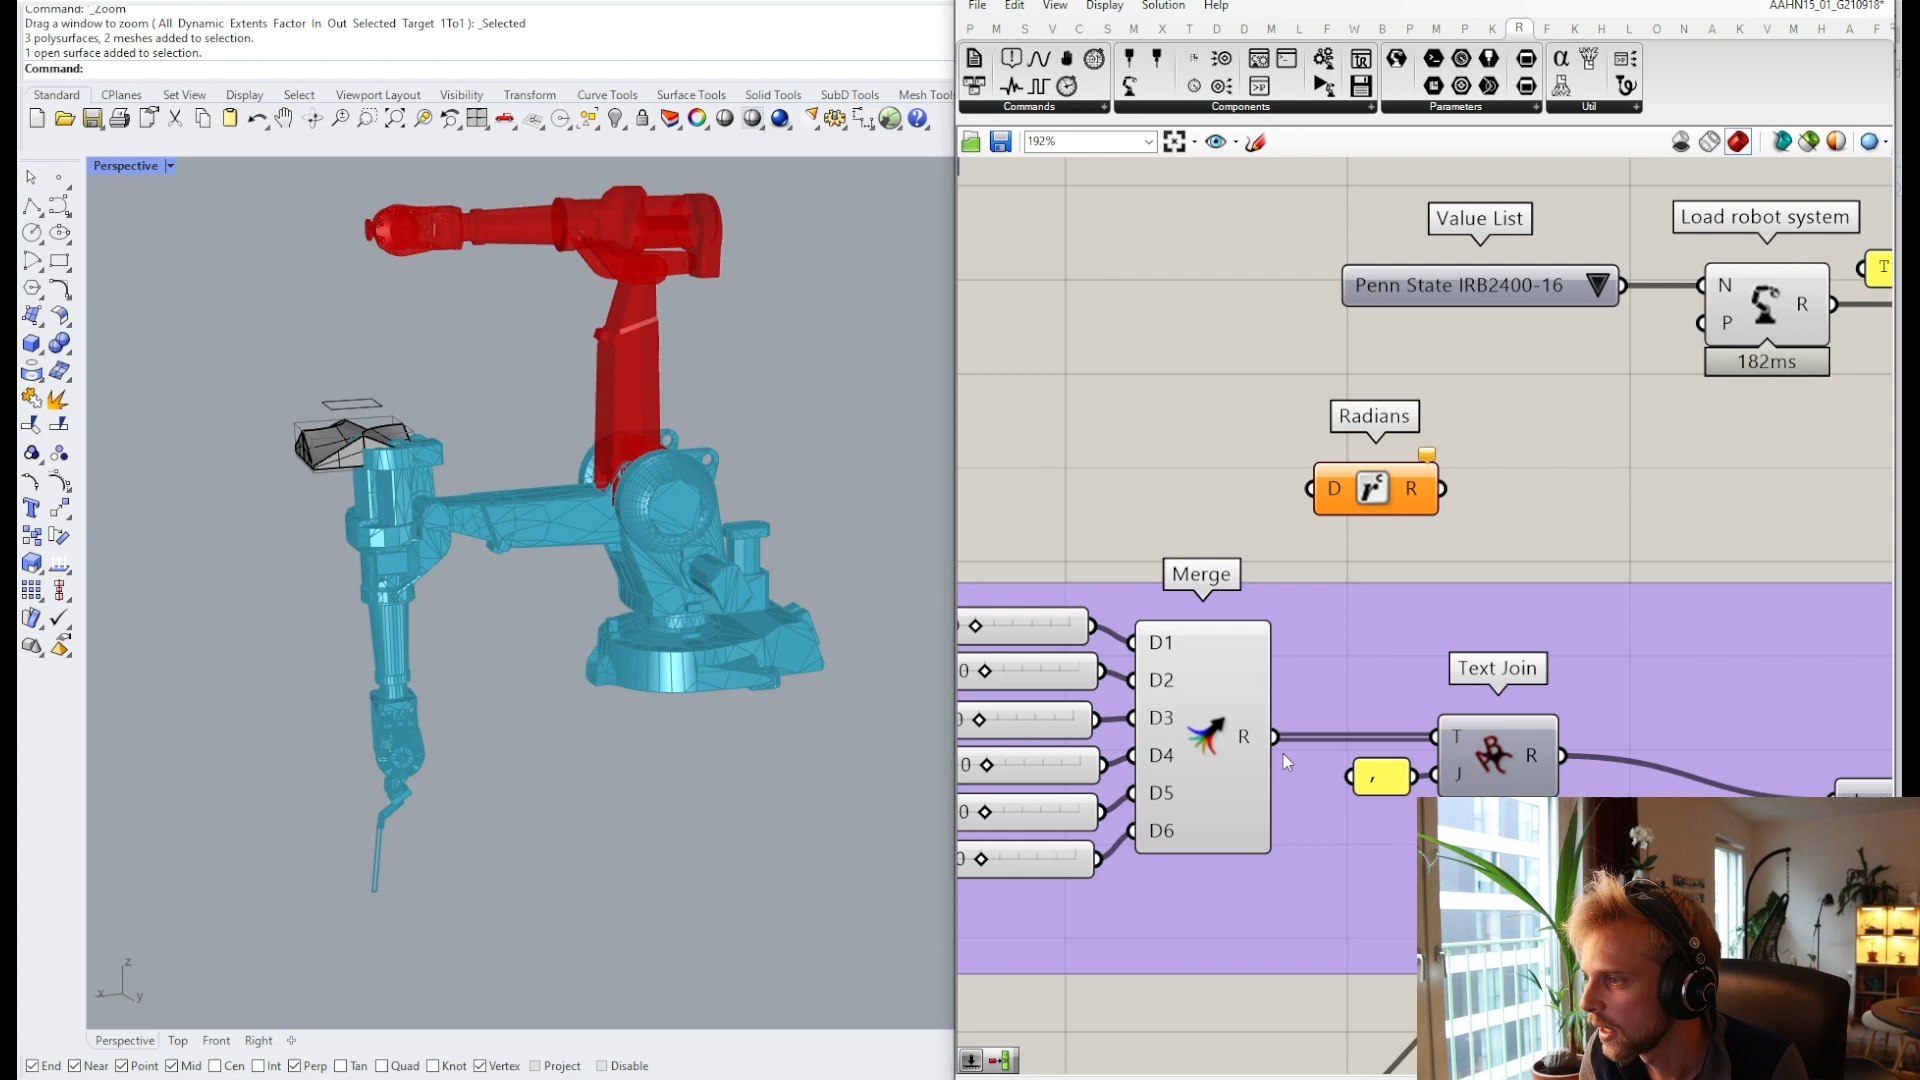 Command: '_Zoom
Drag a window to zoom ( All Dynamic Extents Factor In Out Selected Target 1To1 ): _Selected
3 polysurfaces, 2 meshes added to selection.
1 open surface added to selection.
Command:
Standard CPlanes Set View Display Select Viewport Layout Visibility Transform Curve Tools Surface Tools Solid Tools SubD Tools Mesh Tool
Perspective
z
x y
Perspective Top Front Right
End Near Point Mid Cen Int Perp Tan Quad Knot Vertex Project Disable
File Edit View Display Solution Help AAHN15_01_G210918*
P M S V C S M X T D D M L F W B P M P K R F K H L O N A K V M H A F
Commands Components Parameters Util
192%
Value List
Load robot system
Penn State IRB2400-16
N
P
R
T
182ms
Radians
D R
Merge
D1
D2
D3
D4
D5
D6
R
0
0
0
Text Join
T
J
R
,